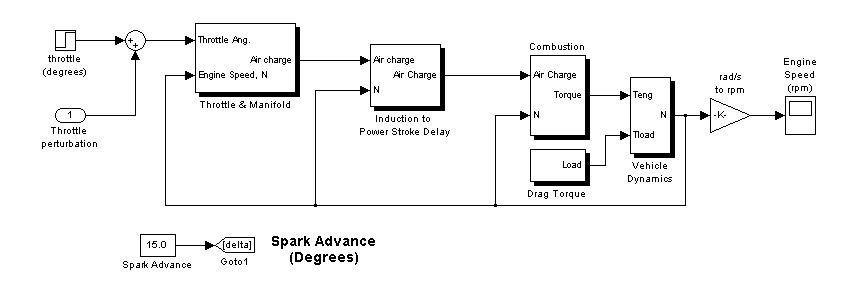 throttle
(degrees)
+
+
1
Throttle
perturbation
Throttle Ang.
Air charge
Engine Speed, N
Throttle & Manifold
Air charge
Air Charge
N
Induction to
Power Stroke Delay
Combustion
Air Charge
Torque
N
Load
Drag Torque
Teng
N
Tload
Vehicle
Dynamics
rad/s
to rpm
-K-
Engine
Speed
(rpm)
15.0
Spark Advance
[delta]
Goto1
Spark Advance
(Degrees)